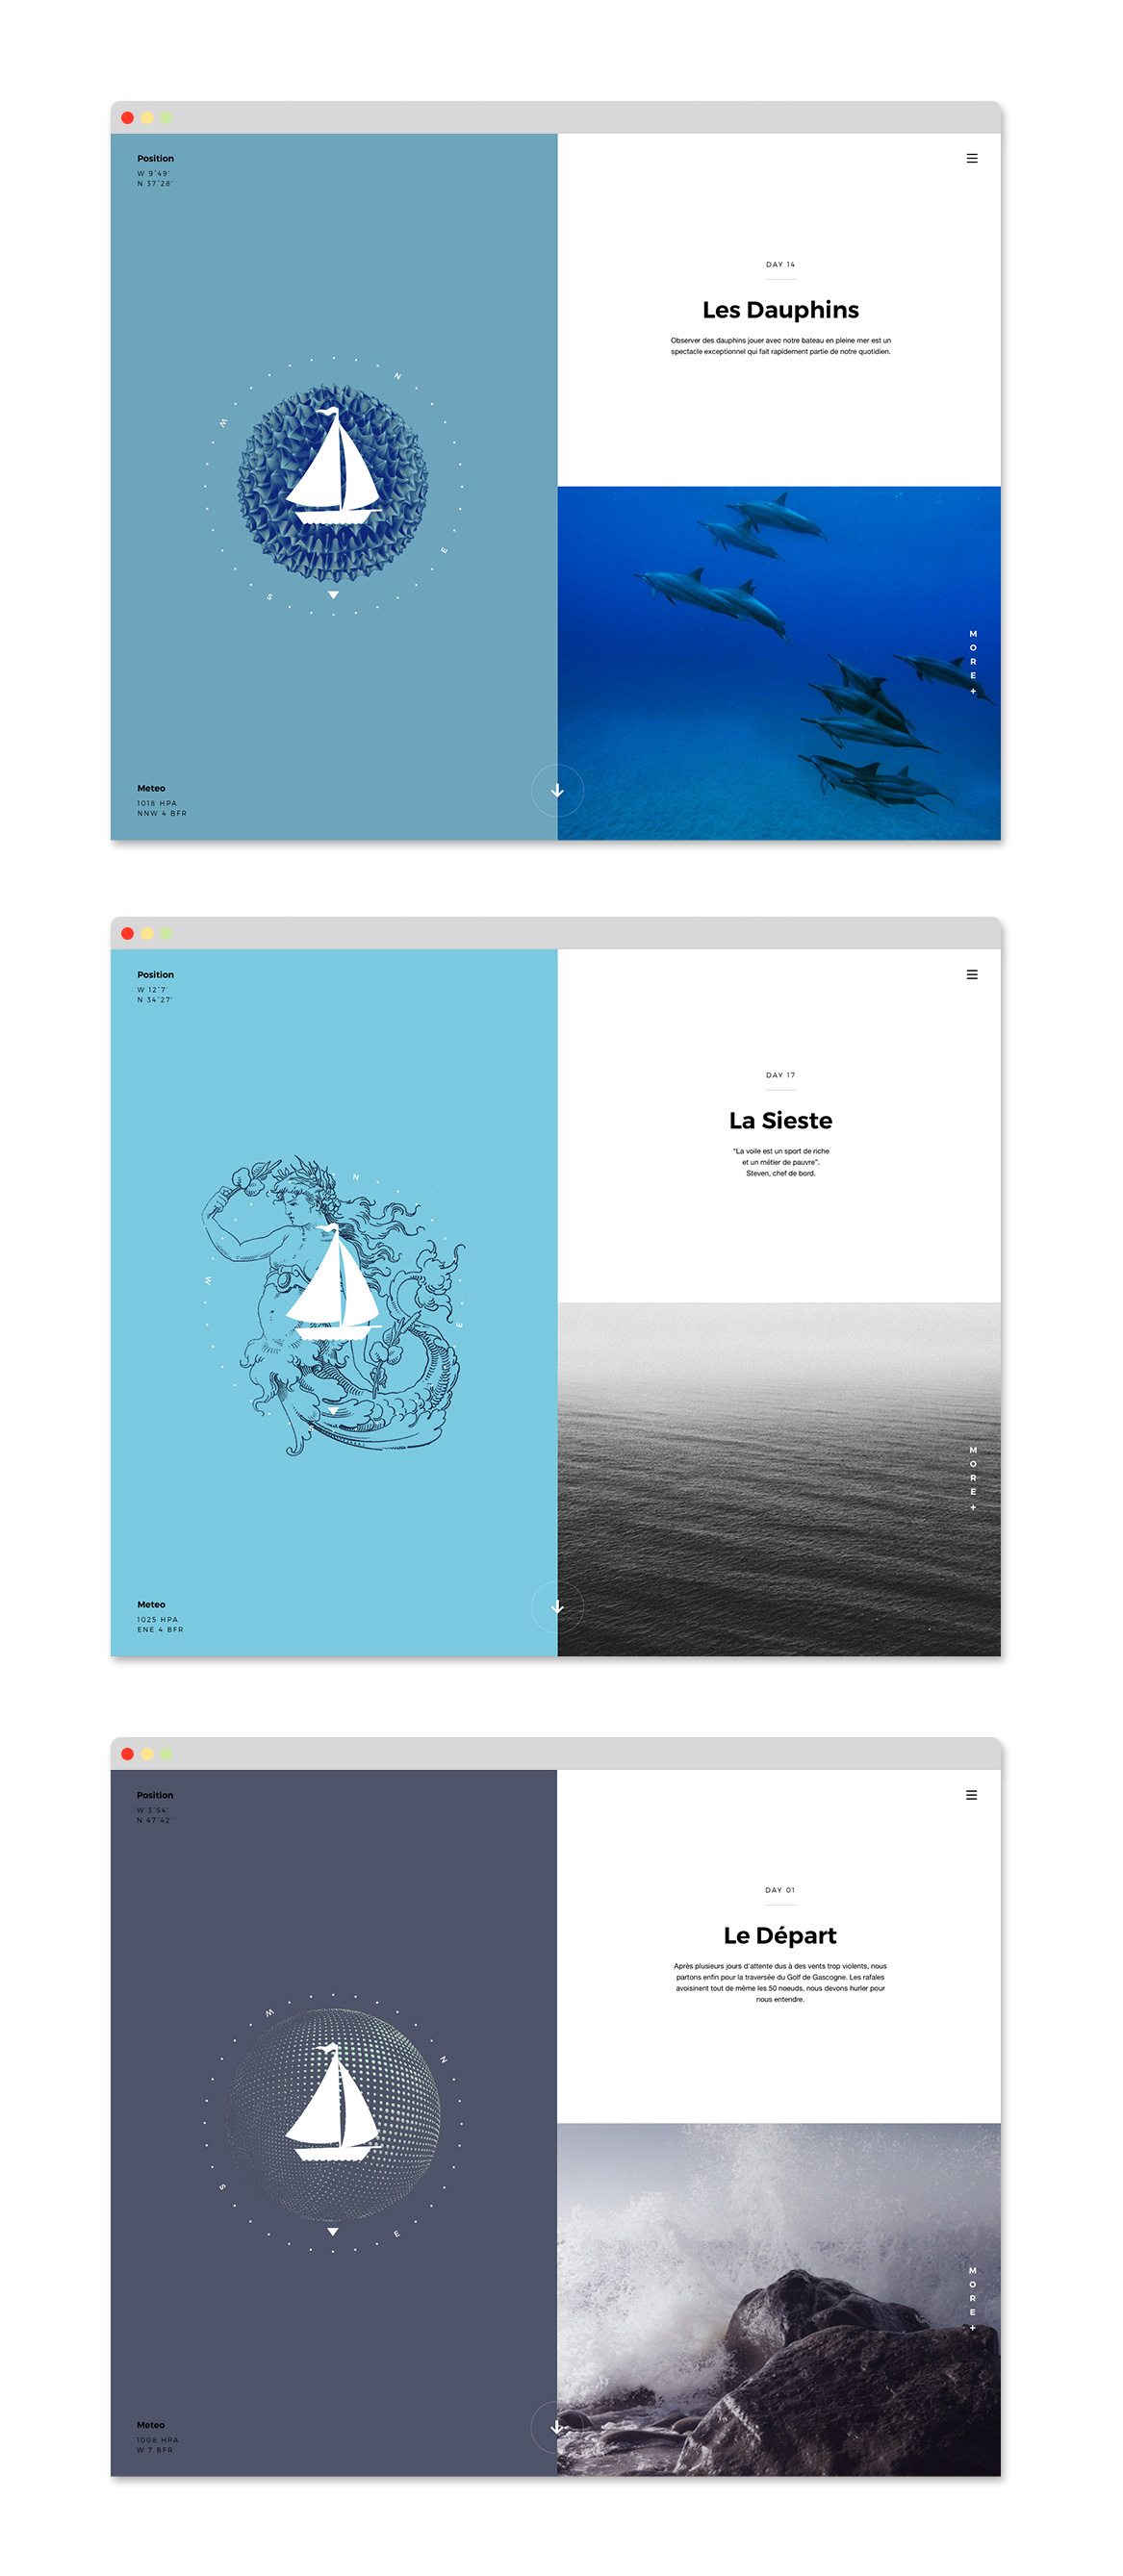 Position
W 9°49'
N 37°28'
DAY 14
Les Dauphins
Observer des dauphins jouer avec notre bateau en pleine mer est un
spectacle exceptionnel qui fait rapidement partie de notre quotidien.
N
W
E
S
MORE+
Meteo
1018 HPA
NNW 4 BFR
Position
W 12°7'
N 34°27'
DAY 17
La Sieste
"La voile est un sport de riche
et un métier de pauvre".
Steven, chef de bord.
N
W
E
MORE+
Meteo
1025 HPA
ENE 4 BFR
Position
W 3°54'
N 47°42'
DAY 01
Le Départ
Après plusieurs jours d'attente dus à des vents trop violents, nous
partons enfin pour la traversée du Golf de Gascogne. Les rafales
avoisinent tout de même les 50 noeuds, nous devons hurler pour
nous entendre.
W
N
S
E
MORE+
Meteo
1008 HPA
W 7 BFR